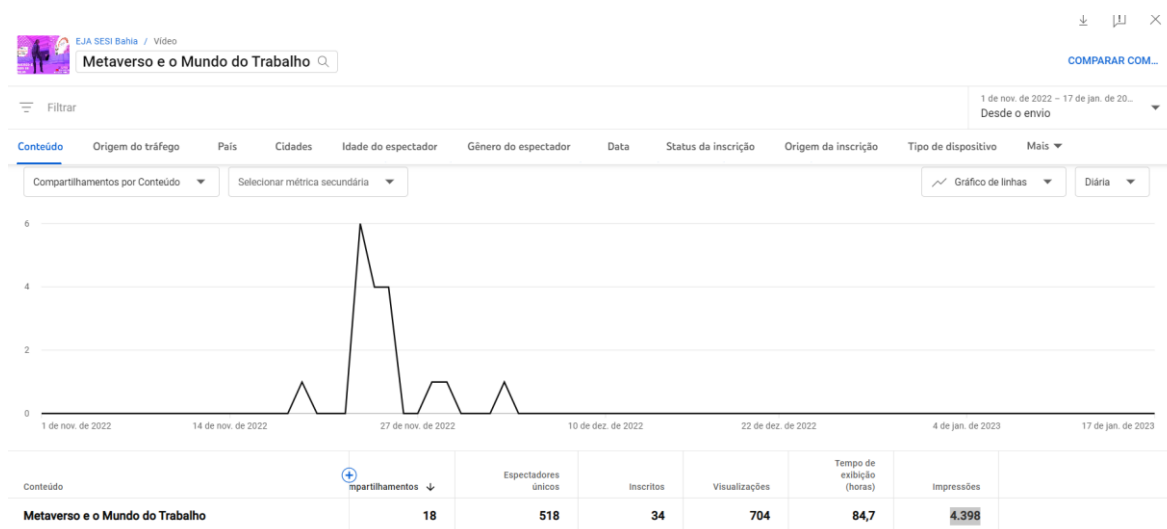 EJA SESI Bahia / Vídeo
Metaverso e o Mundo do Trabalho
COMPARAR COM...
Filtrar
1 de nov. de 2022 – 17 de jan. de 20...
Desde o envio
Conteúdo Origem do tráfego País Cidades Idade do espectador Gênero do espectador Data Status da inscrição Origem da inscrição Tipo de dispositivo Mais
Compartilhamentos por Conteúdo Selecionar métrica secundária Gráfico de linhas Diária
6
4
2
0
1 de nov. de 2022 14 de nov. de 2022 27 de nov. de 2022 10 de dez. de 2022 22 de dez. de 2022 4 de jan. de 2023 17 de jan. de 2023
Conteúdo mpartilhamentos Espectadores únicos Inscritos Visualizações Tempo de exibição (horas) Impressões
Metaverso e o Mundo do Trabalho 18 518 34 704 84,7 4.398